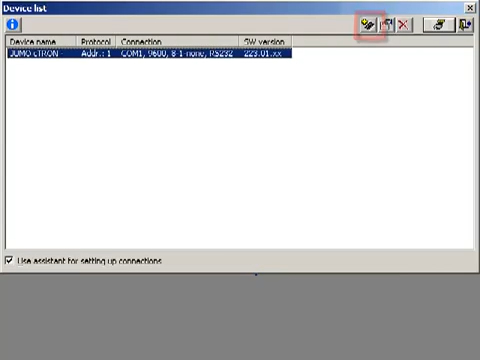 Device list
Device name Protocol Connection SW version
JUMO cTRON Addr.: 1 COM1, 9600, 8-1-none, RS232 223.01.xx
Use assistant for setting up connections